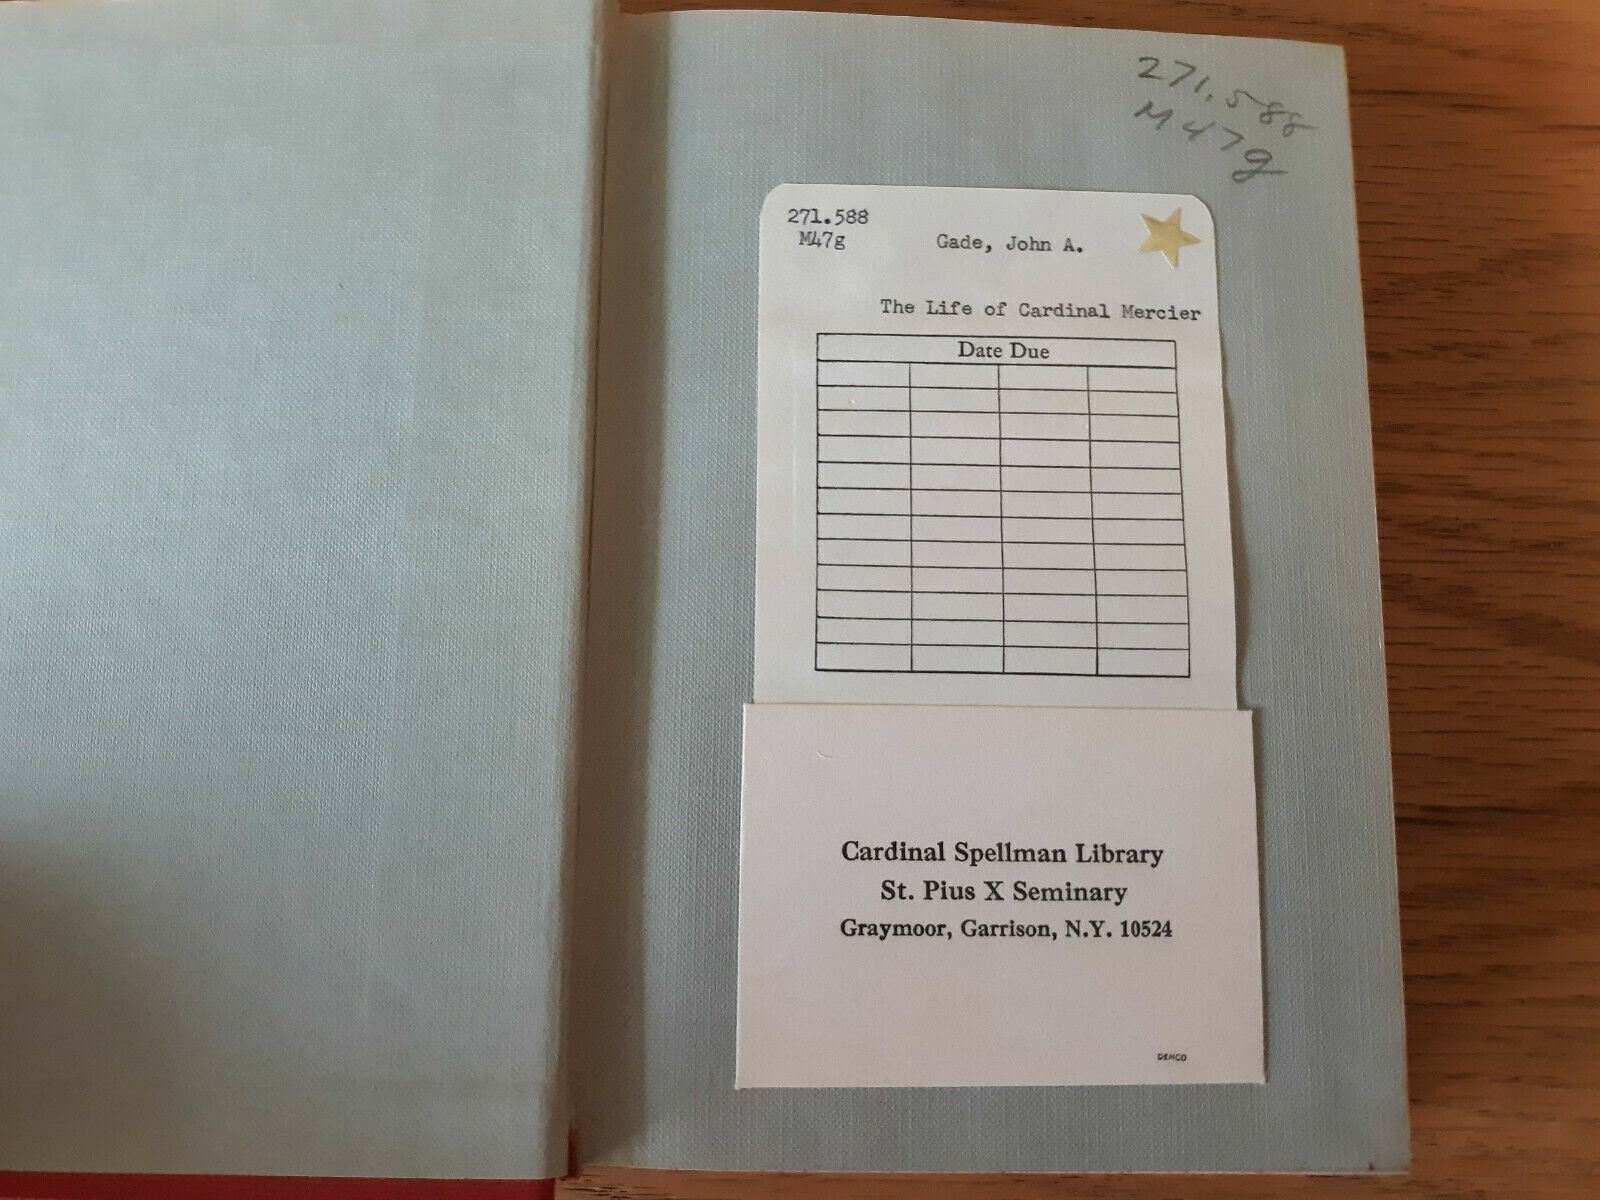 271.588
M47g
271.588
M47g
Gade, John A.
The Life of Cardinal Mercier
Date Due
Cardinal Spellman Library
St. Pius X Seminary
Graymoor, Garrison, N.Y. 10524
DEMCO